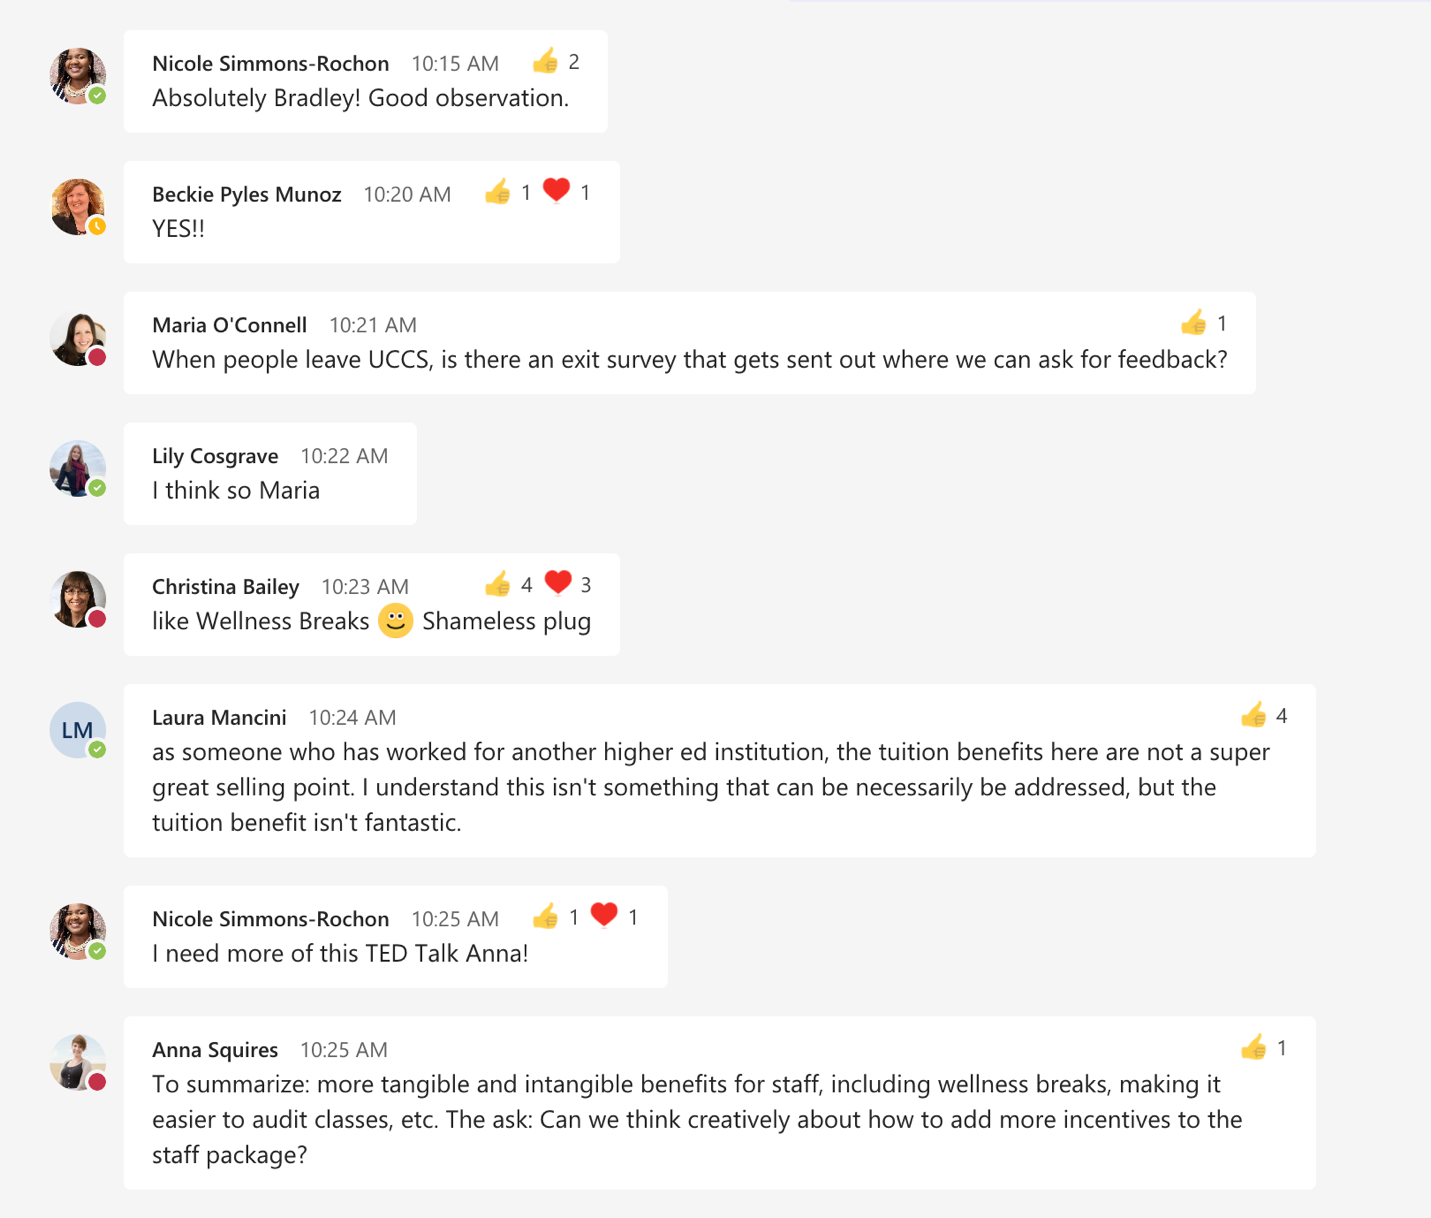 Nicole Simmons-Rochon 10:15 AM 2
Absolutely Bradley! Good observation.
Beckie Pyles Munoz 10:20 AM 1 1
YES!!
Maria O'Connell 10:21 AM 1
When people leave UCCS, is there an exit survey that gets sent out where we can ask for feedback?
Lily Cosgrave 10:22 AM
I think so Maria
Christina Bailey 10:23 AM 4 3
like Wellness Breaks Shameless plug
LM
Laura Mancini 10:24 AM 4
as someone who has worked for another higher ed institution, the tuition benefits here are not a super
great selling point. I understand this isn't something that can be necessarily be addressed, but the
tuition benefit isn't fantastic.
Nicole Simmons-Rochon 10:25 AM 1 1
I need more of this TED Talk Anna!
Anna Squires 10:25 AM 1
To summarize: more tangible and intangible benefits for staff, including wellness breaks, making it
easier to audit classes, etc. The ask: Can we think creatively about how to add more incentives to the
staff package?